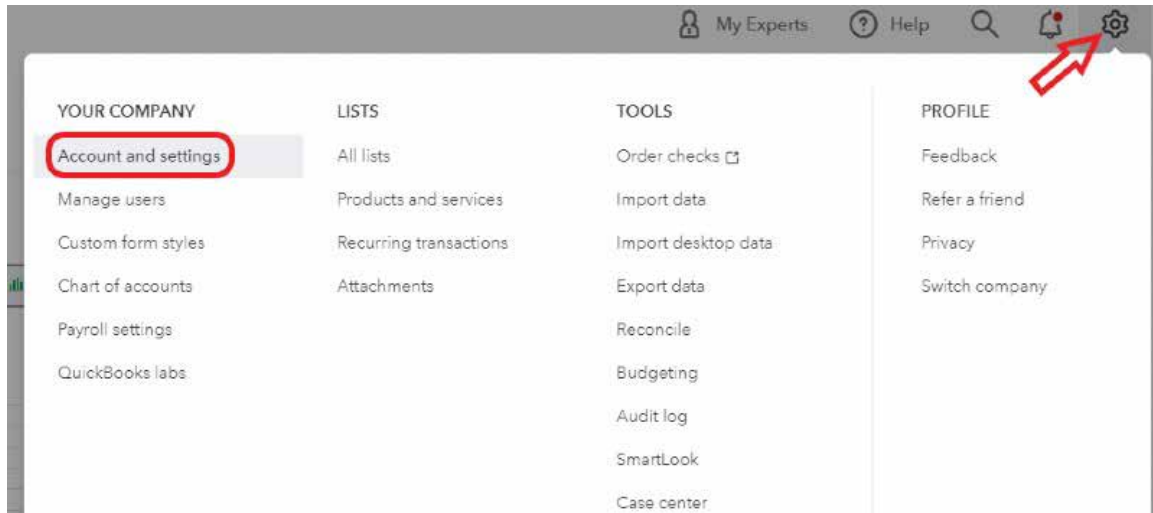 My Experts
Help
YOUR COMPANY
Account and settings
Manage users
Custom form styles
Chart of accounts
Payroll settings
QuickBooks labs
LISTS
All lists
Products and services
Recurring transactions
Attachments
TOOLS
Order checks
Import data
Import desktop data
Export data
Reconcile
Budgeting
Audit log
SmartLook
Case center
PROFILE
Feedback
Refer a friend
Privacy
Switch company